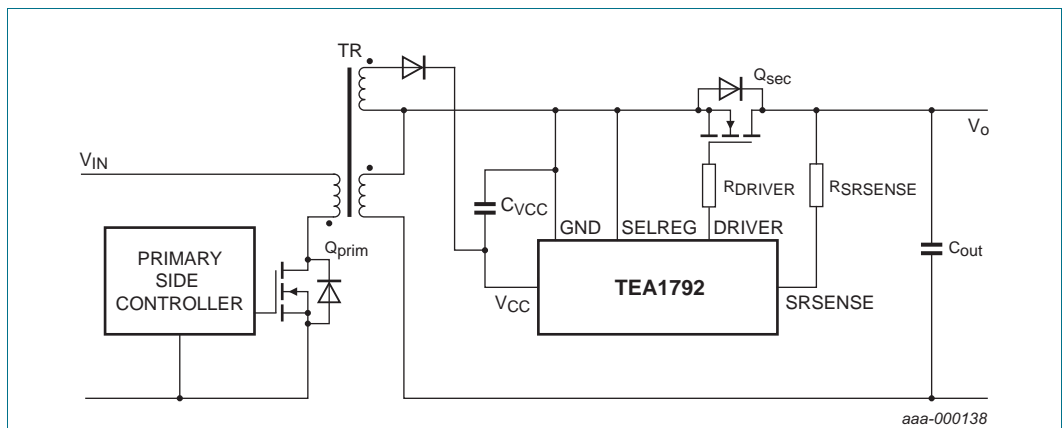 TR
Qsec
Vo
VIN
RDRIVER
RSRSENSE
CVCC
GND
SELREG
DRIVER
Qprim
Cout
PRIMARY
SIDE
CONTROLLER
TEA1792
VCC
SRSENSE
aaa-000138